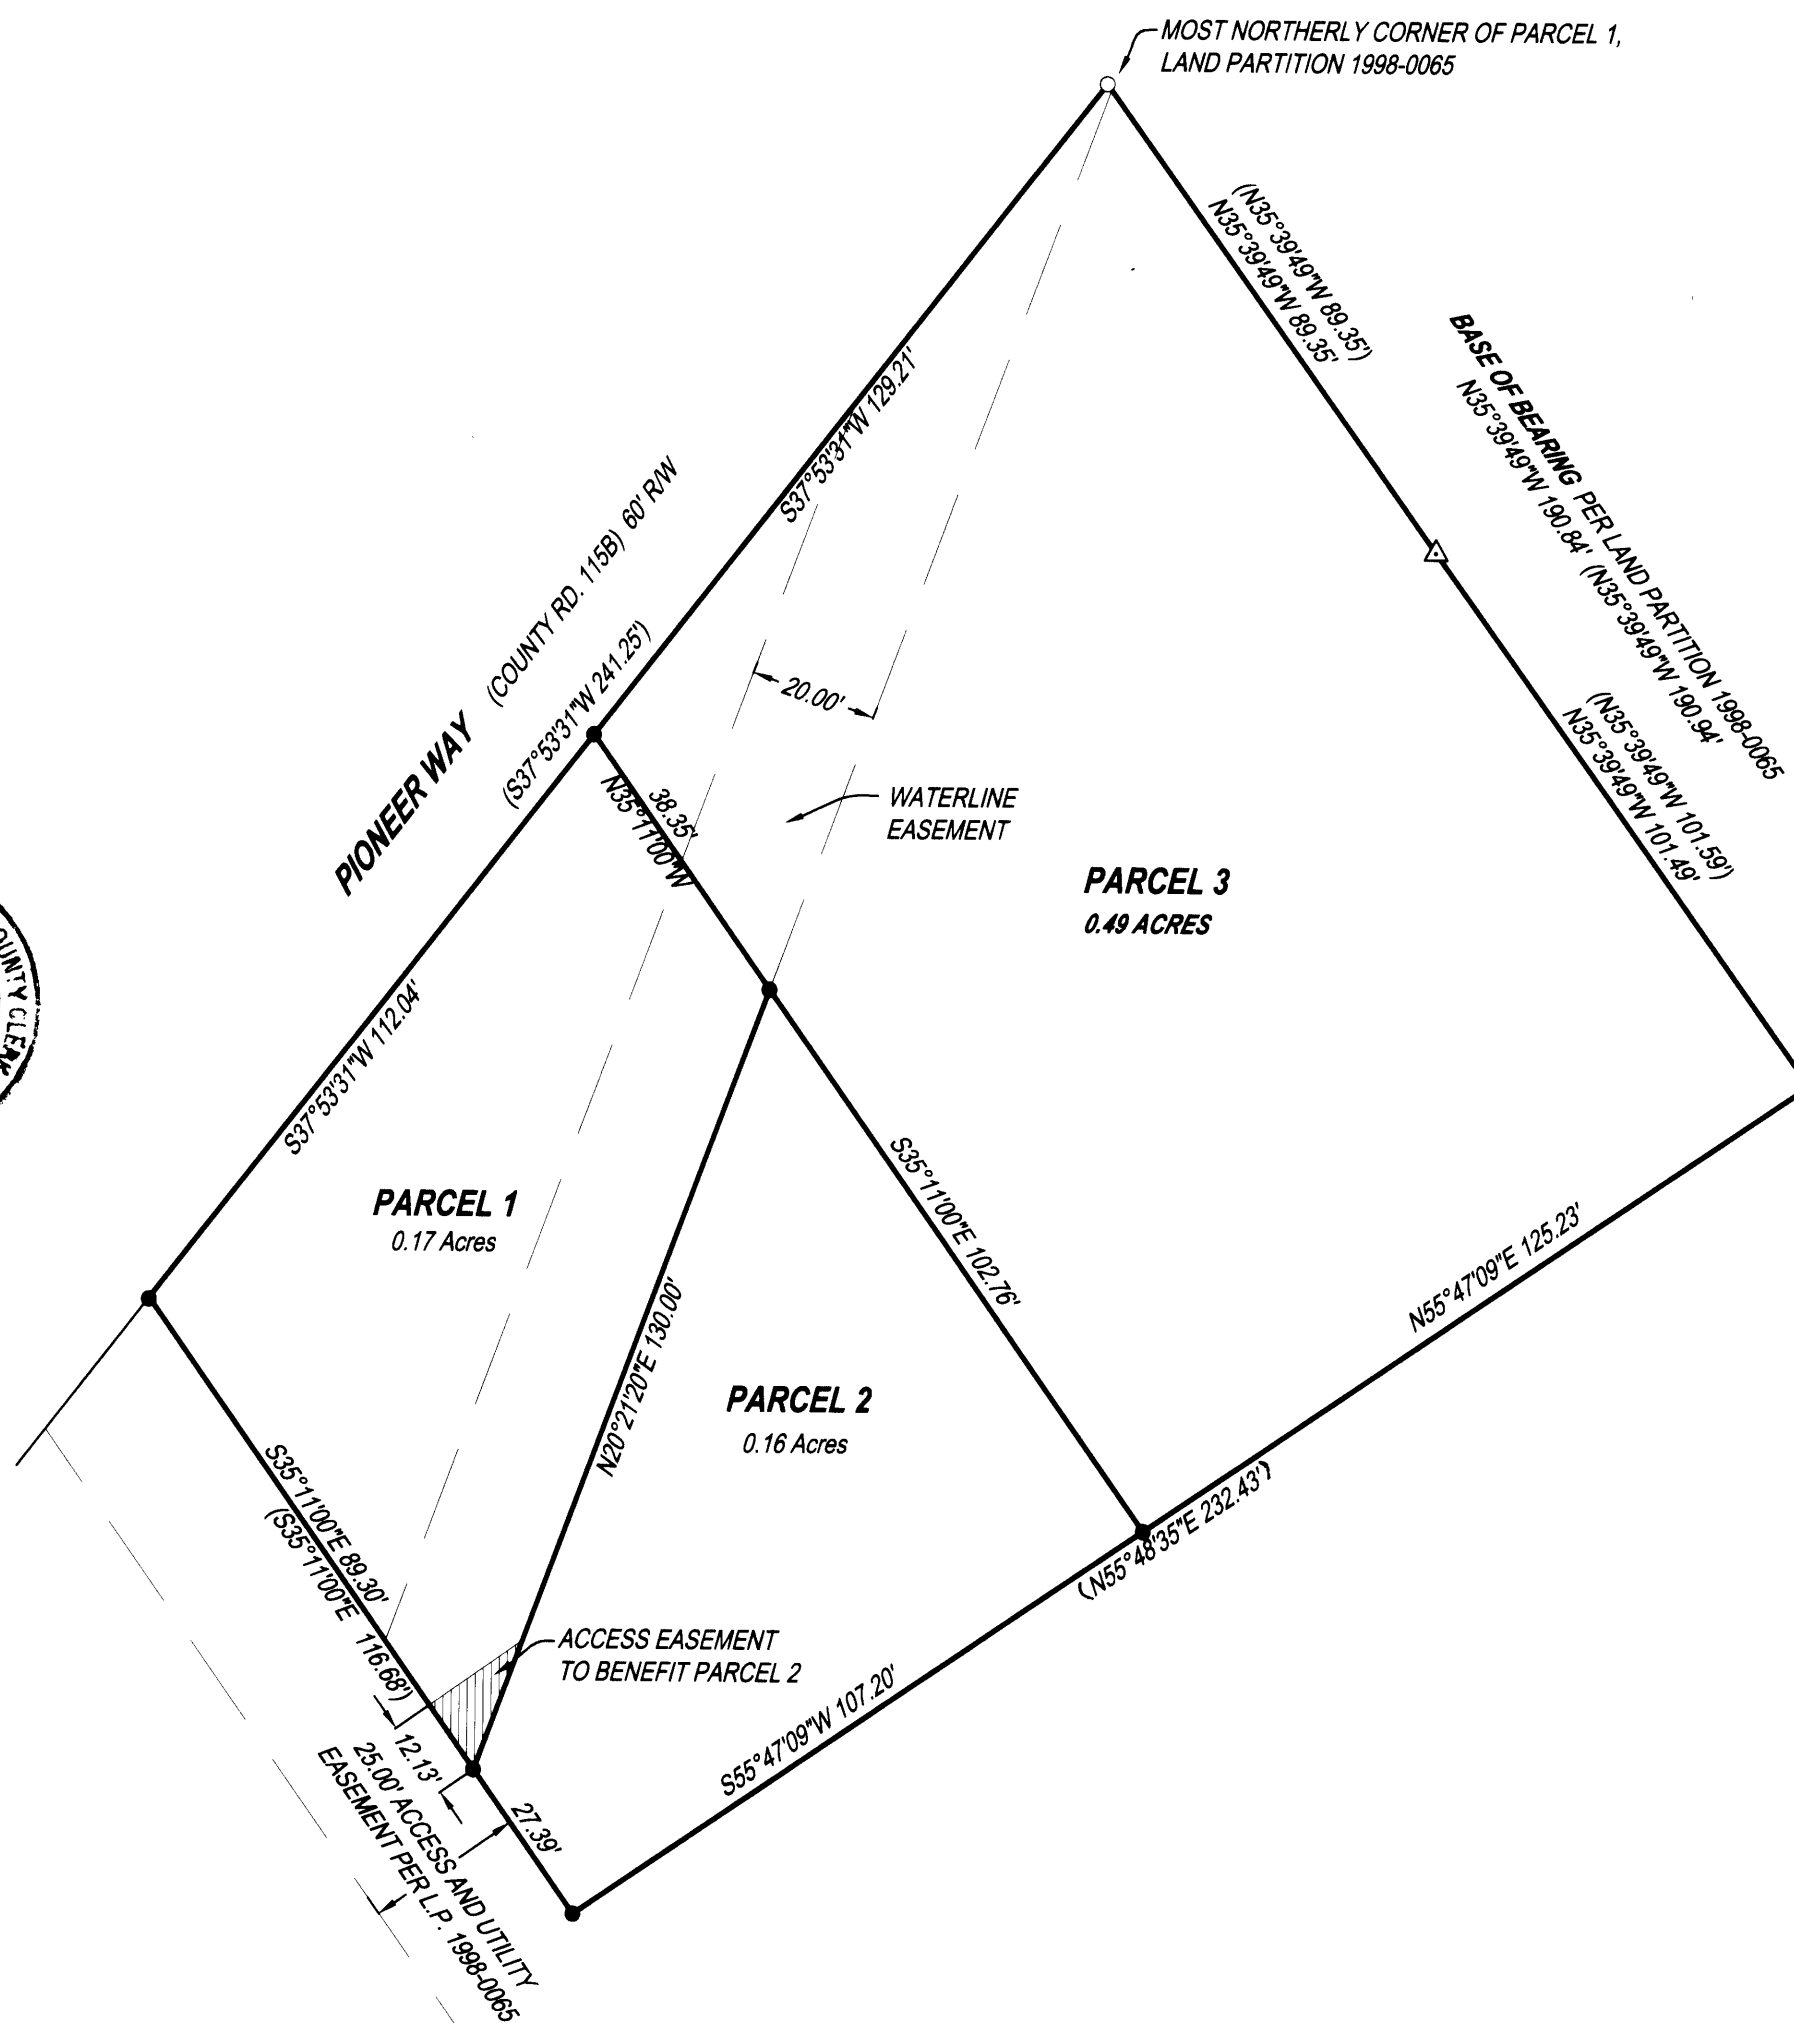 MOST NORTHERLY CORNER OF PARCEL 1,
LAND PARTITION 1998-0065
(N35°39'49"W 89.35')
N35°39'49"W 89.35'
BASE OF BEARING PER LAND PARTITION 1998-0065
N35°39'49"W 190.84' (N35°39'49"W 190.94'
S37°53'31"W 129.21'
(COUNTY RD. 115B) 60' R/W
PIONEER WAY
(S37°53'31"W 241.25')
20.00'
38.35'
N35°11'00"W
WATERLINE
EASEMENT
(N35°39'49"W 101.59')
N35°39'49"W 101.49'
PARCEL 3
0.49 ACRES
COUNTY CLERK
S37°53'31"W 112.04'
PARCEL 1
0.17 Acres
S35°11'00"E 102.76'
N55°47'09"E 125.23'
N20°21'20"E 130.00'
PARCEL 2
0.16 Acres
S35°11'00"E 89.30'
(S35°11'00"E 116.68')
(N55°48'35"E 232.43')
ACCESS EASEMENT
TO BENEFIT PARCEL 2
S55°47'09"W 107.20'
12.13'
27.39'
25.00' ACCESS AND UTILITY
EASEMENT PER L.P. 1998-0065